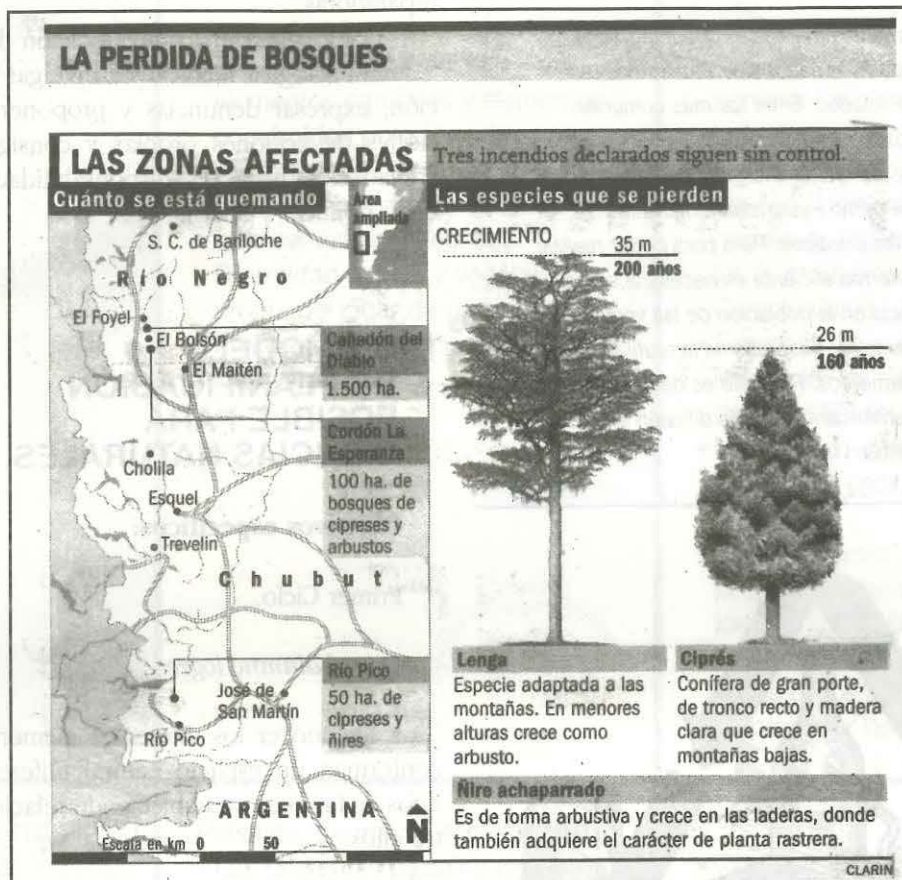 LA PERDIDA DE BOSQUES
LAS ZONAS AFECTADAS
Tres incendios declarados siguen sin control.
Cuánto se está quemando
Area
ampliada
S. C. de Bariloche
Río Negro
El Foyel
El Bolsón
El Maitén
Cholila
Esquel
Trevelin
Chubut
José de
San Martín
Río Pico
ARGENTINA
N
Escala en km 0 50
Cañadón del
Diablo
1.500 ha.
Cordón La
Esperanza
100 ha. de
bosques de
cipreses y
arbustos
Río Pico
50 ha. de
cipreses y
ñires
Las especies que se pierden
CRECIMIENTO
35 m
200 años
26 m
160 años
Lenga
Especie adaptada a las
montañas. En menores
alturas crece como
arbusto.
Ciprés
Conífera de gran porte,
de tronco recto y madera
clara que crece en
montañas bajas.
Ñire achaparrado
Es de forma arbustiva y crece en las laderas, donde
también adquiere el carácter de planta rastrera.
CLARIN